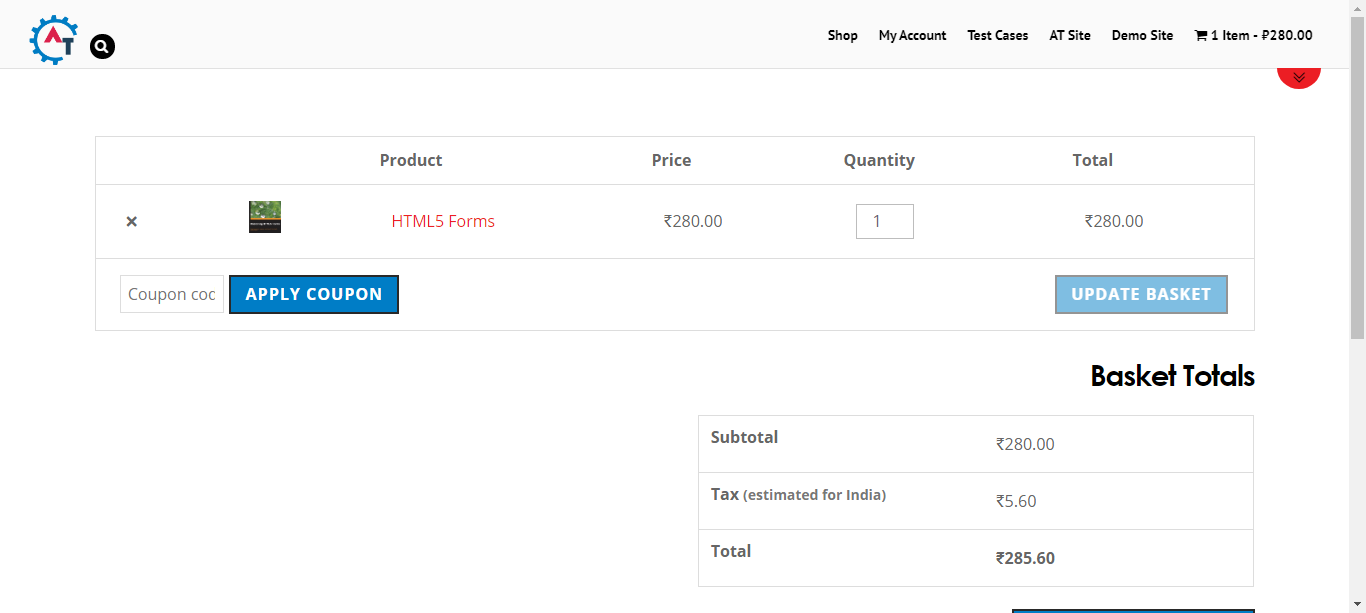 AT
Shop My Account Test Cases AT Site Demo Site 1 Item - ₹280.00
Product Price Quantity Total
× HTML5 Forms ₹280.00 1 ₹280.00
Coupon coc APPLY COUPON UPDATE BASKET
Basket Totals
Subtotal ₹280.00
Tax (estimated for India) ₹5.60
Total ₹285.60